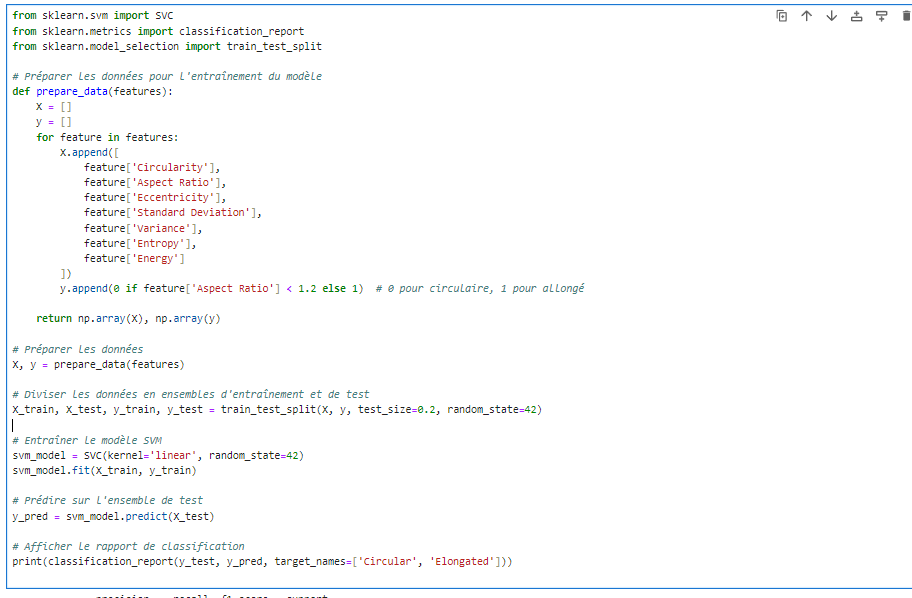 from sklearn.svm import SVC
from sklearn.metrics import classification_report
from sklearn.model_selection import train_test_split

# Préparer les données pour l'entraînement du modèle
def prepare_data(features):
    X = []
    y = []
    for feature in features:
        X.append([
            feature['Circularity'],
            feature['Aspect Ratio'],
            feature['Eccentricity'],
            feature['Standard Deviation'],
            feature['Variance'],
            feature['Entropy'],
            feature['Energy']
        ])
        y.append(0 if feature['Aspect Ratio'] < 1.2 else 1)  # 0 pour circulaire, 1 pour allongé

    return np.array(X), np.array(y)

# Préparer les données
X, y = prepare_data(features)

# Diviser les données en ensembles d'entraînement et de test
X_train, X_test, y_train, y_test = train_test_split(X, y, test_size=0.2, random_state=42)

# Entraîner le modèle SVM
svm_model = SVC(kernel='linear', random_state=42)
svm_model.fit(X_train, y_train)

# Prédire sur l'ensemble de test
y_pred = svm_model.predict(X_test)

# Afficher le rapport de classification
print(classification_report(y_test, y_pred, target_names=['Circular', 'Elongated']))